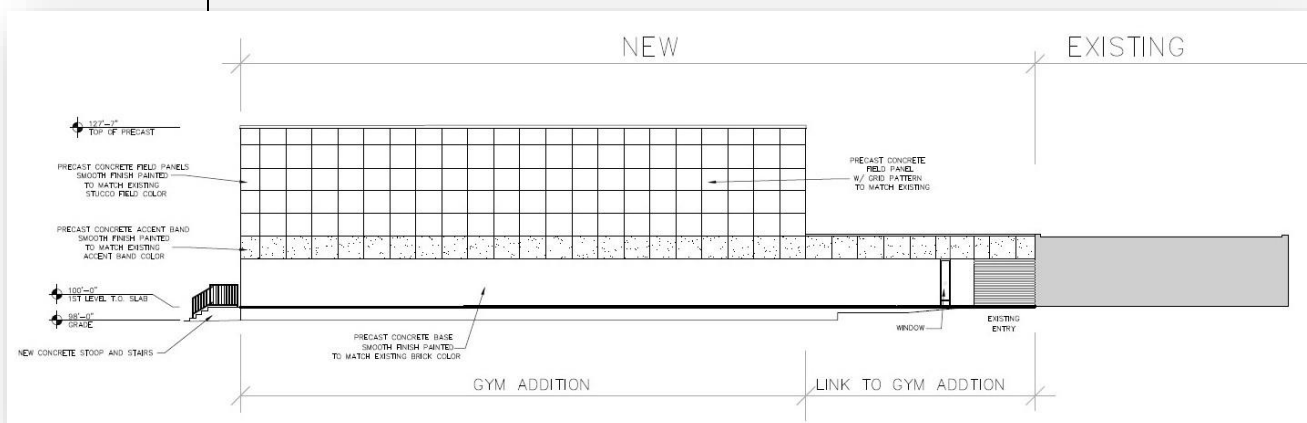 NEW
EXISTING
127'-7"
TOP OF PRECAST
PRECAST CONCRETE FIELD PANELS
SMOOTH FINISH PAINTED
TO MATCH EXISTING
STUCCO FIELD COLOR
PRECAST CONCRETE
FIELD PANEL
W/ GRID PATTERN
TO MATCH EXISTING
PRECAST CONCRETE ACCENT BAND
SMOOTH FINISH PAINTED
TO MATCH EXISTING
ACCENT BAND COLOR
100'-0"
1ST LEVEL T.O. SLAB
98'-0"
GRADE
NEW CONCRETE STOOP AND STAIRS
PRECAST CONCRETE BASE
SMOOTH FINISH PAINTED
TO MATCH EXISTING BRICK COLOR
WINDOW
EXISTING
ENTRY
GYM ADDITION
LINK TO GYM ADDTION